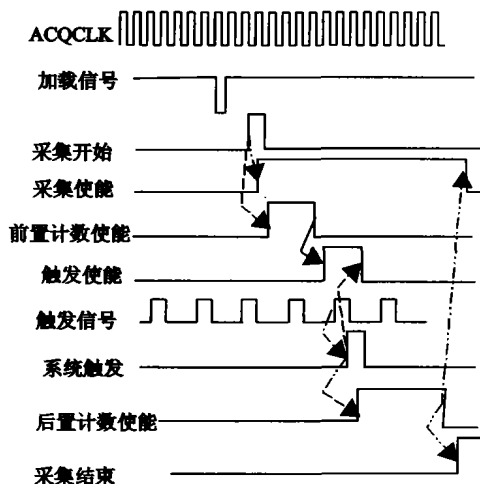 ACQCLK
加载信号
采集开始
采集使能
前置计数使能
触发使能
触发信号
系统触发
后置计数使能
采集结束